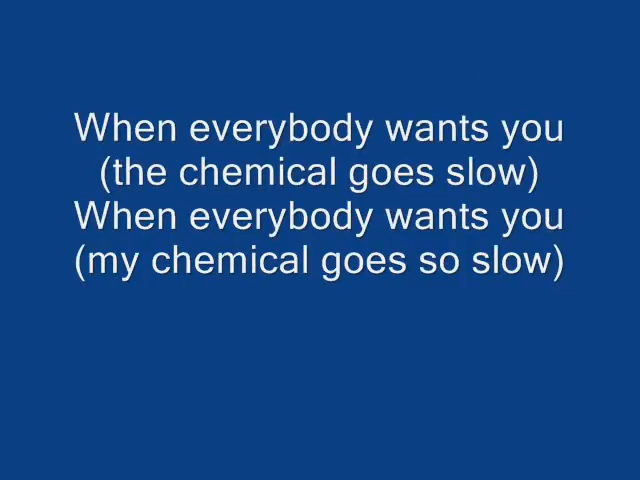 When everybody wants you
(the chemical goes slow)
When everybody wants you
(my chemical goes so slow)